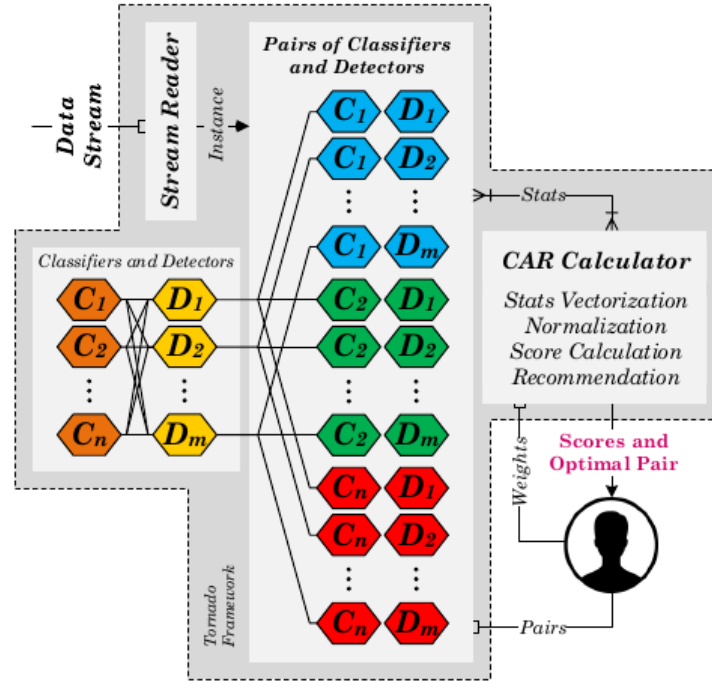 Data
Stream
Stream Reader
Instance
Pairs of Classifiers
and Detectors
C1 D1
C1 D2
C1 Dm
C2 D1
C2 D2
C2 Dm
Cn D1
Cn D2
Cn Dm
Classifiers and Detectors
C1 D1
C2 D2
Cn Dm
Tornado
Framework
Stats
CAR Calculator
Stats Vectorization
Normalization
Score Calculation
Recommendation
Weights
Scores and
Optimal Pair
Pairs